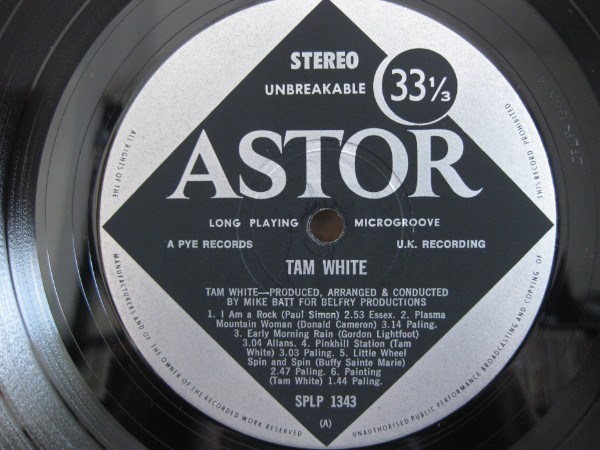 STEREO
UNBREAKABLE
33⅓
ASTOR
LONG PLAYING MICROGROOVE
A PYE RECORDS U.K. RECORDING
TAM WHITE
TAM WHITE—PRODUCED, ARRANGED & CONDUCTED
BY MIKE BATT FOR BELFRY PRODUCTIONS
1. I Am a Rock (Paul Simon) 2.53 Essex. 2. Plasma
Mountain Woman (Donald Cameron) 3.14 Paling.
3. Early Morning Rain (Gordon Lightfoot)
3.04 Allans. 4. Pinkhill Station (Tam
White) 3.03 Paling. 5. Little Wheel
Spin and Spin (Buffy Sainte Marie)
2.47 Paling. 6. Painting
(Tam White) 1.44 Paling.
SPLP 1343
(A)
ALL RIGHTS OF THE MANUFACTURERS AND OF THE OWNER OF THE RECORDED WORK RESERVED
UNAUTHORISED PUBLIC PERFORMANCE BROADCASTING AND COPYING OF THIS RECORD PROHIBITED